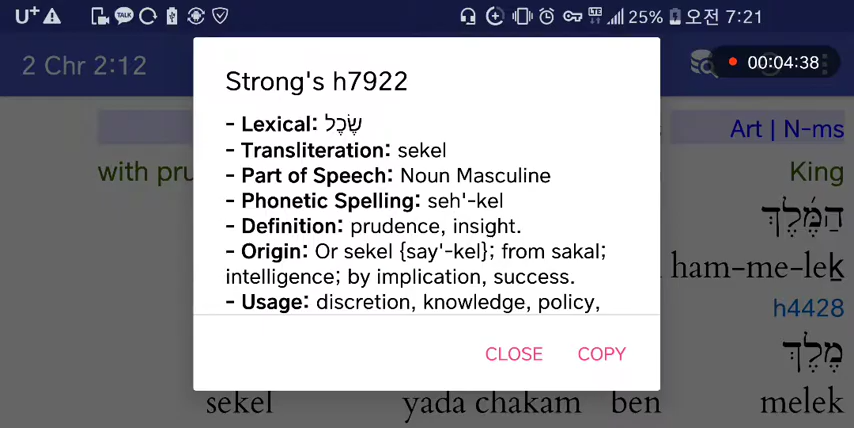 U+ TALK LTE 25% 오전 7:21
2 Chr 2:12 00:04:38
Strong's h7922
- Lexical: שֶׂכֶל
- Transliteration: sekel
- Part of Speech: Noun Masculine
- Phonetic Spelling: seh'-kel
- Definition: prudence, insight.
- Origin: Or sekel {say'-kel}; from sakal;
intelligence; by implication, success.
- Usage: discretion, knowledge, policy,
CLOSE COPY
Art | N-ms
with pru King
הַמֶּ֜לֶךְ
ham-me-leḵ
h4428
מֶלֶךְ
sekel yada chakam ben melek